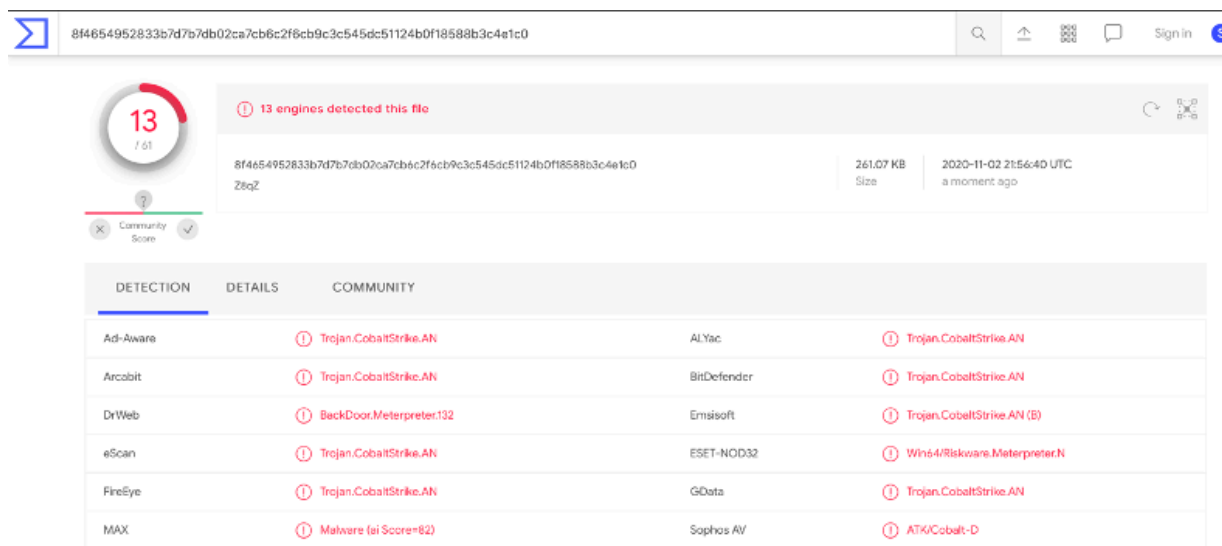 8f4654952833b7d7b7db02ca7cb6c2f6cb9c3c545dc51124b0f18588b3c4e1c0
Sign in
13
/ 61
13 engines detected this file
8f4654952833b7d7b7db02ca7cb6c2f6cb9c3c545dc51124b0f18588b3c4e1c0
Z8qZ
261.07 KB
Size
2020-11-02 21:56:40 UTC
a moment ago
?
Community
Score
DETECTION DETAILS COMMUNITY
Ad-Aware Trojan.CobaltStrike.AN ALYac Trojan.CobaltStrike.AN
Arcabit Trojan.CobaltStrike.AN BitDefender Trojan.CobaltStrike.AN
DrWeb BackDoor.Meterpreter.132 Emsisoft Trojan.CobaltStrike.AN (B)
eScan Trojan.CobaltStrike.AN ESET-NOD32 Win64/Riskware.Meterpreter.N
FireEye Trojan.CobaltStrike.AN GData Trojan.CobaltStrike.AN
MAX Malware (ai Score=82) Sophos AV ATK/Cobalt-D